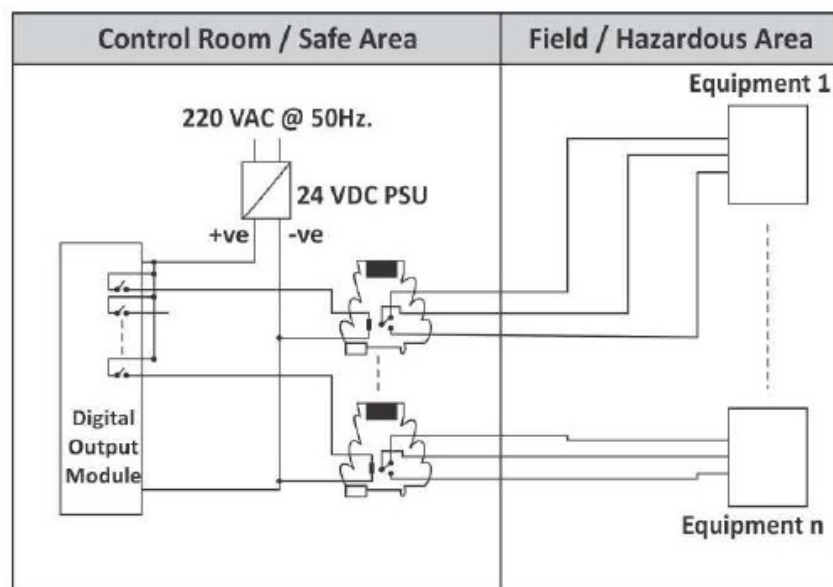 Control Room / Safe Area
Field / Hazardous Area
Equipment 1
220 VAC @ 50Hz.
24 VDC PSU
+ve
-ve
Digital
Output
Module
Equipment n